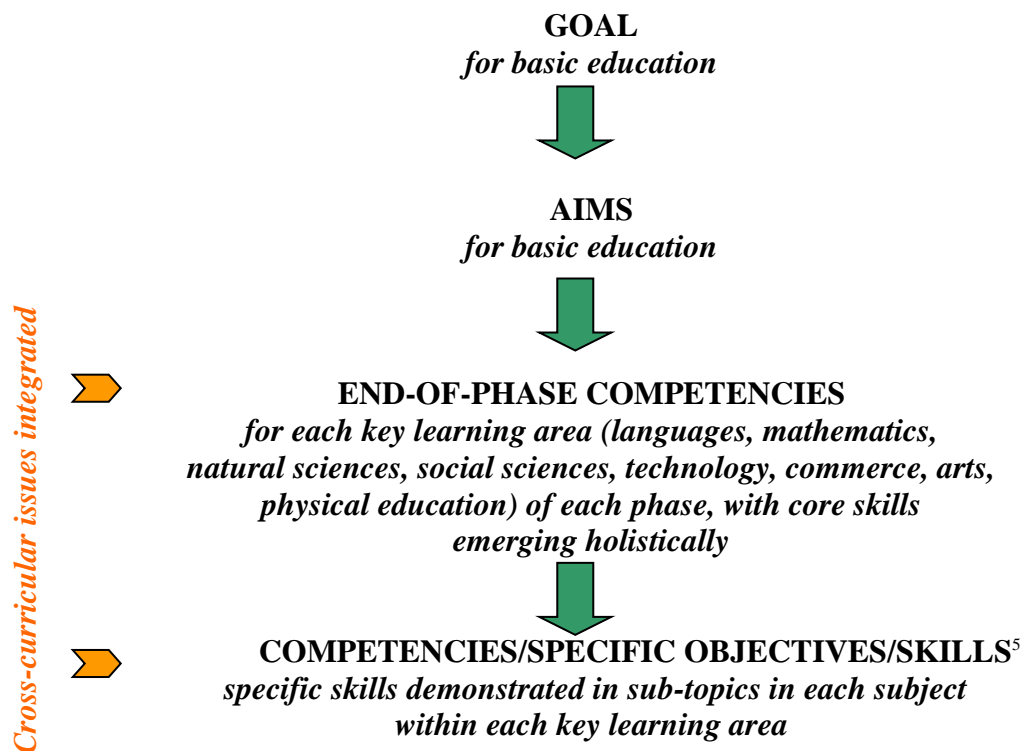 GOAL
for basic education
AIMS
for basic education
Cross-curricular issues integrated
END-OF-PHASE COMPETENCIES
for each key learning area (languages, mathematics,
natural sciences, social sciences, technology, commerce, arts,
physical education) of each phase, with core skills
emerging holistically
COMPETENCIES/SPECIFIC OBJECTIVES/SKILLS⁵
specific skills demonstrated in sub-topics in each subject
within each key learning area